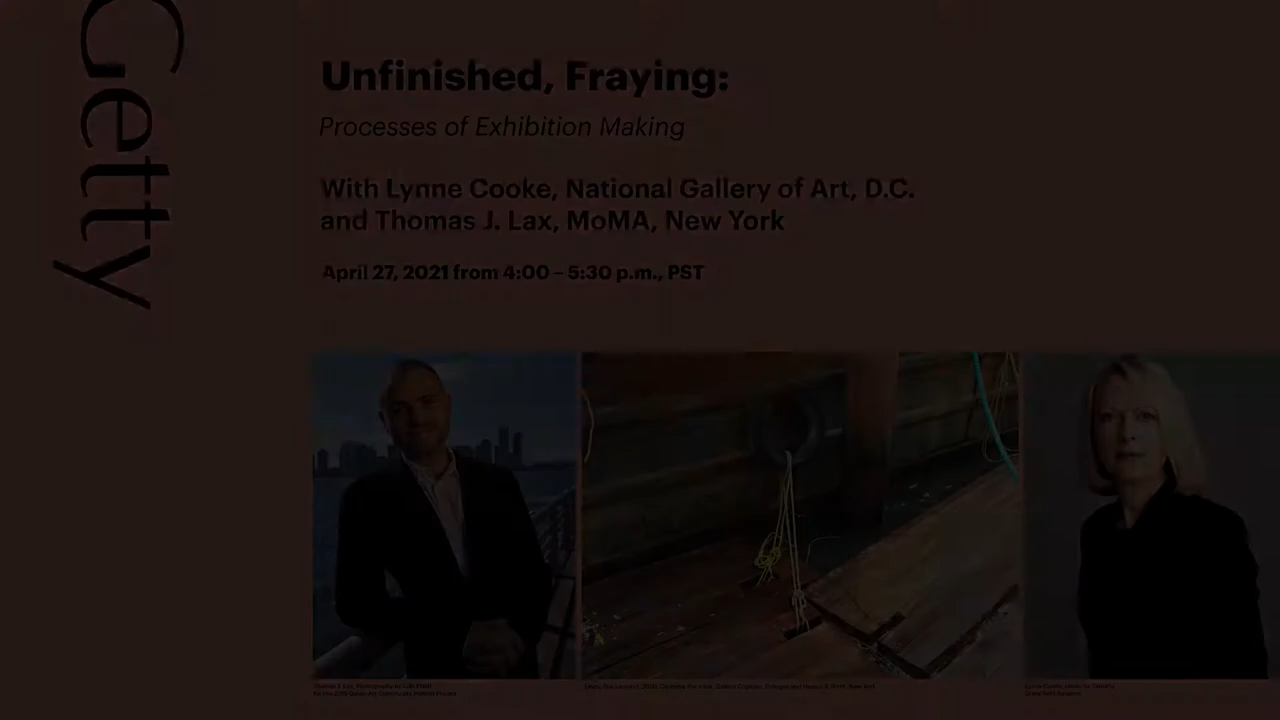 Getty
Unfinished, Fraying:
Processes of Exhibition Making
With Lynne Cooke, National Gallery of Art, D.C.
and Thomas J. Lax, MoMA, New York
April 27, 2021 from 4:00 – 5:30 p.m., PST